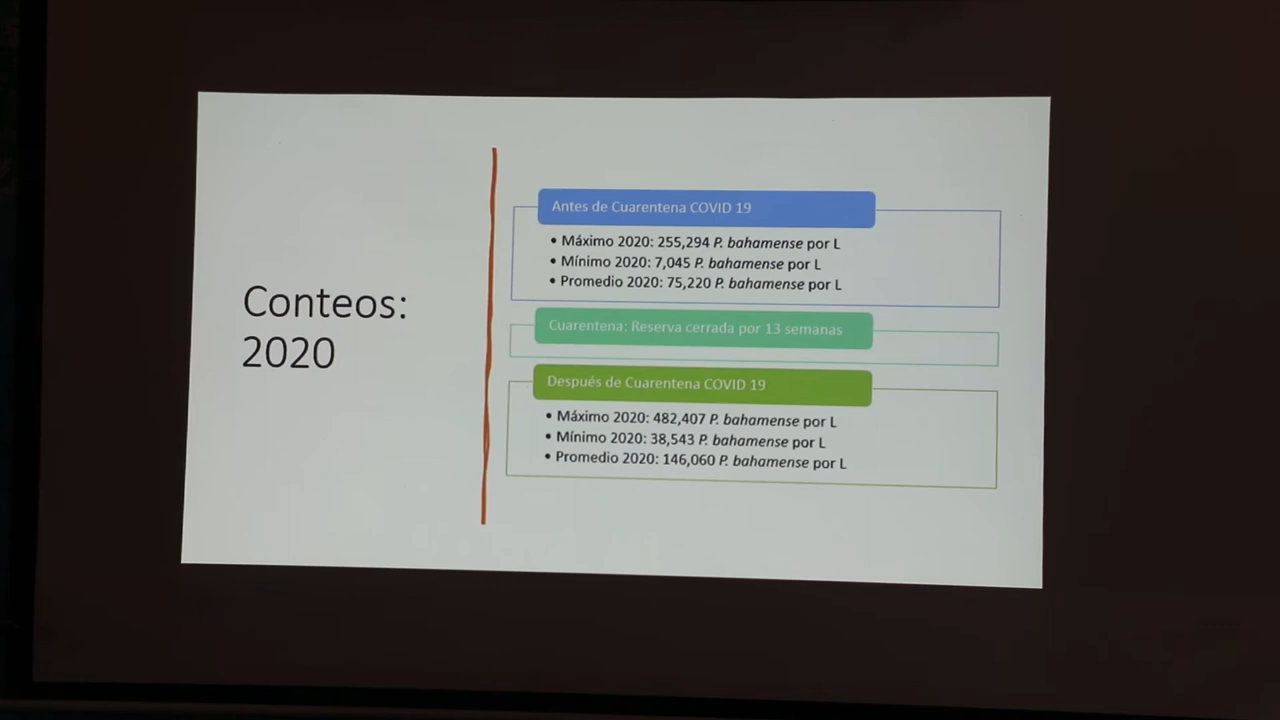 Conteos:
2020
Antes de Cuarentena COVID 19
• Máximo 2020: 255,294 P. bahamense por L
• Mínimo 2020: 7,045 P. bahamense por L
• Promedio 2020: 75,220 P. bahamense por L
Cuarentena: Reserva cerrada por 13 semanas
Después de Cuarentena COVID 19
• Máximo 2020: 482,407 P. bahamense por L
• Mínimo 2020: 38,543 P. bahamense por L
• Promedio 2020: 146,060 P. bahamense por L